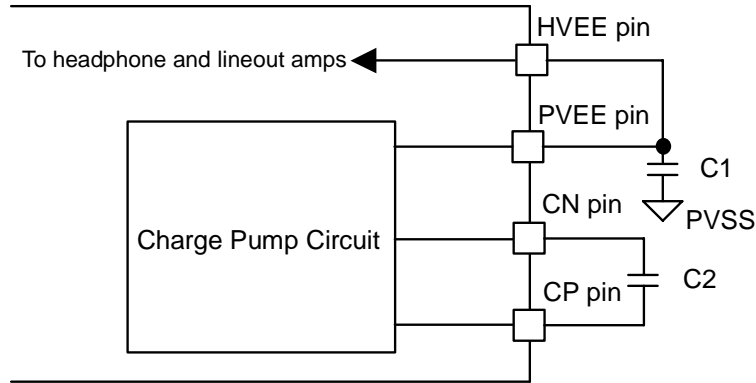 HVEE pin
To headphone and lineout amps
PVEE pin
C1
CN pin
PVSS
Charge Pump Circuit
C2
CP pin